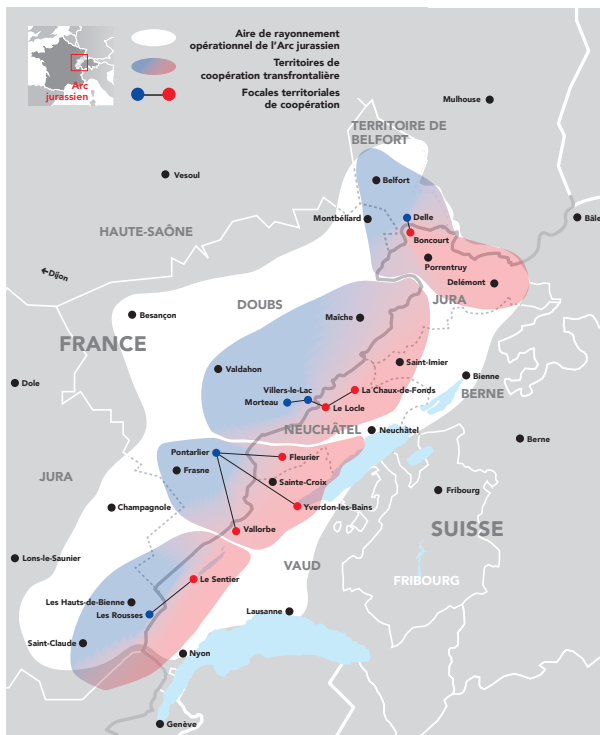 Aire de rayonnement
opérationnel de l'Arc jurassien
Territoires de
coopération transfrontalière
Focales territoriales
de coopération
Arc
jurassien
Mulhouse
TERRITOIRE DE
BELFORT
Vesoul
Belfort
Montbéliard
Delle
Bâle
HAUTE-SAÔNE
Boncourt
Porrentruy
Dijon
Delémont
DOUBS
JURA
Besançon
Maîche
FRANCE
Saint-Imier
Valdahon
Bienne
Dole
Villers-le-Lac
La Chaux-de-Fonds
BERNE
Morteau
Le Locle
NEUCHÂTEL
Neuchâtel
Berne
Pontarlier
Fleurier
Frasne
JURA
Sainte-Croix
Fribourg
Champagnole
Yverdon-les-Bains
Vallorbe
SUISSE
Lons-le-Saunier
VAUD
Le Sentier
FRIBOURG
Les Hauts-de-Bienne
Les Rousses
Lausanne
Saint-Claude
Nyon
Genève